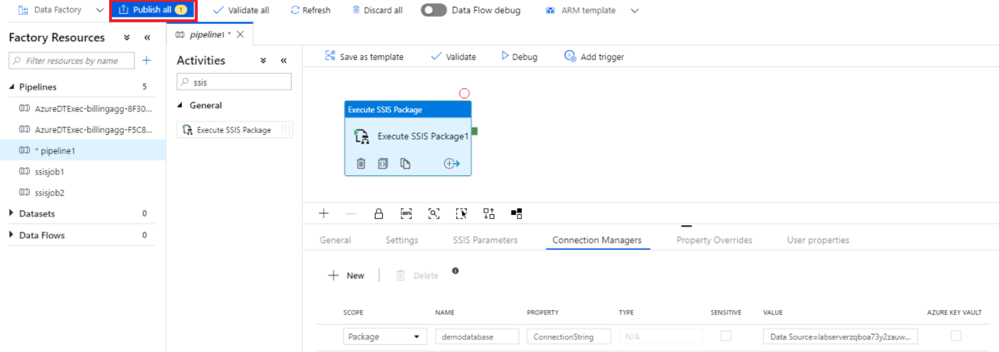 Data Factory Publish all 1 Validate all Refresh Discard all Data Flow debug ARM template
Factory Resources
pipeline1 *
Filter resources by name
Activities
Save as template Validate Debug Add trigger
ssis
Pipelines 5
General
AzureDTExec-billingagg-8F30...
Execute SSIS Package
AzureDTExec-billingagg-F5C8...
Execute SSIS Package
* pipeline1
Execute SSIS Package1
ssisjob1
ssisjob2
Datasets 0
100%
Data Flows 0
General Settings SSIS Parameters Connection Managers Property Overrides User properties
New Delete
SCOPE NAME PROPERTY TYPE SENSITIVE VALUE AZURE KEY VAULT
Package demodatabase ConnectionString N/A Data Source=labserverzqboa73y2zauw...